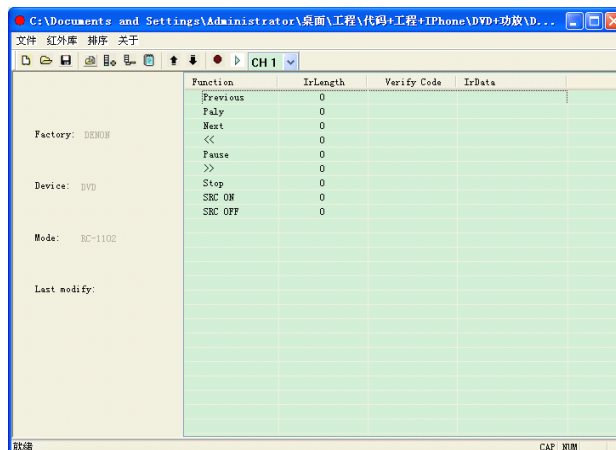 C:\Documents and Settings\Administrator\桌面\工程\代码+工程+IPhone\DVD+功放\D...
文件 红外库 排序 关于
CH 1
Function IrLength Verify Code IrData
Previous 0
Paly 0
Next 0
<< 0
Pause 0
>> 0
Stop 0
SRC ON 0
SRC OFF 0
Factory: DENON
Device: DVD
Mode: RC-1102
Last modify:
就绪 CAP NUM